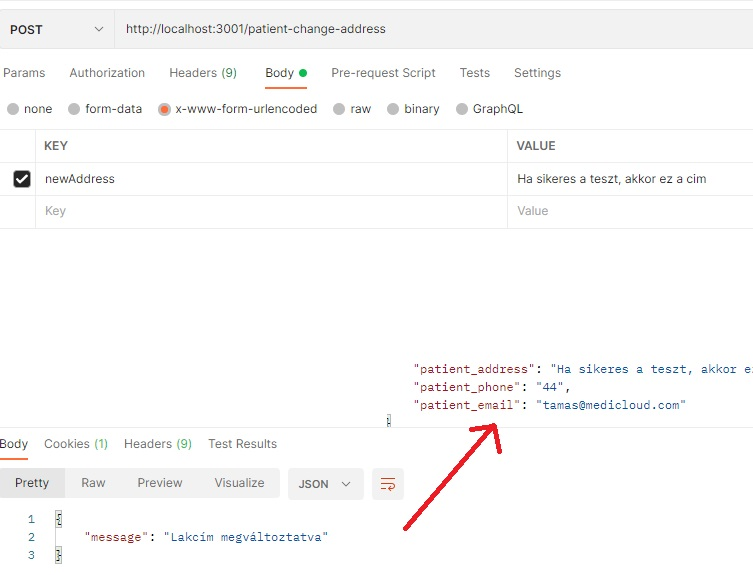 POST http://localhost:3001/patient-change-address
Params Authorization Headers (9) Body Pre-request Script Tests Settings
none form-data x-www-form-urlencoded raw binary GraphQL
KEY VALUE
newAddress Ha sikeres a teszt, akkor ez a cim
Key Value
"patient_address": "Ha sikeres a teszt, akkor ez
"patient_phone": "44",
"patient_email": "tamas@medicloud.com"
}
Body Cookies (1) Headers (9) Test Results
Pretty Raw Preview Visualize JSON
1 {
2 "message": "Lakcím megváltoztatva"
3 }